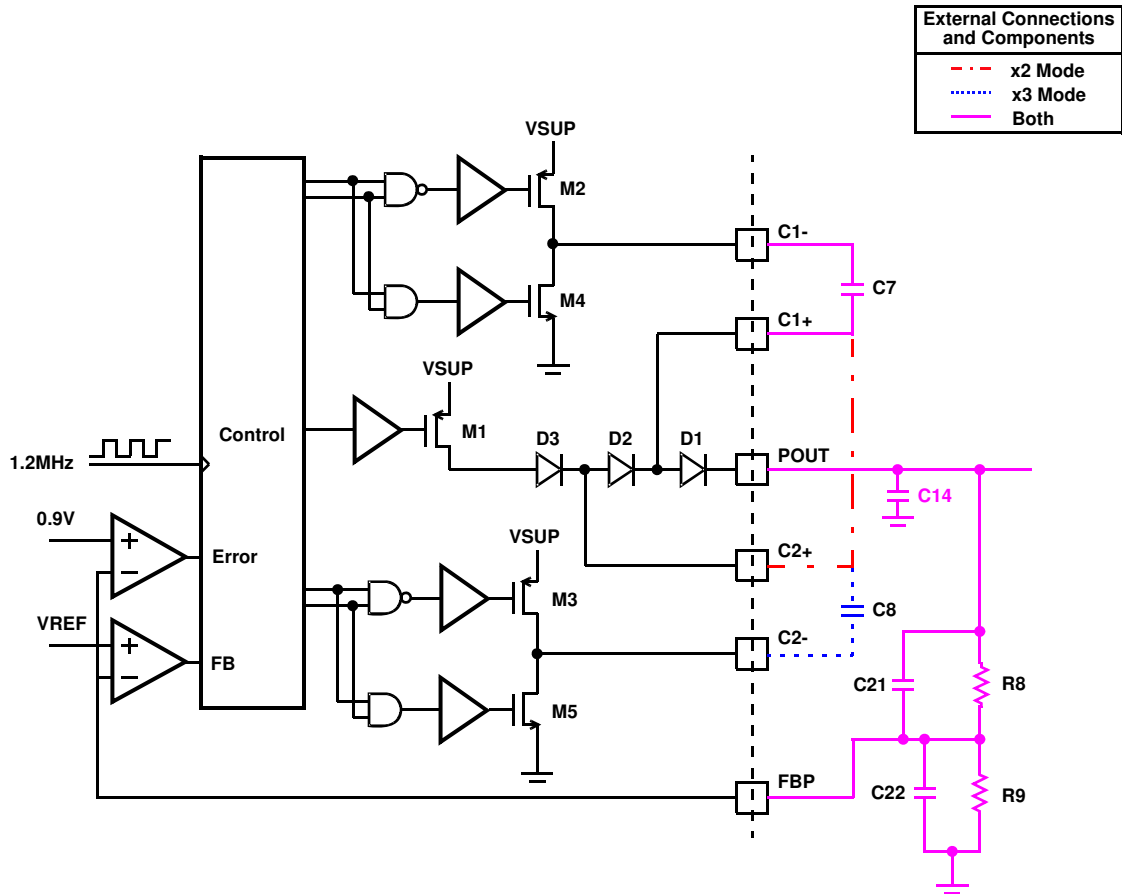 External Connections
and Components
x2 Mode
x3 Mode
Both
VSUP
M2
C1-
C7
M4
C1+
VSUP
M1
Control
D3
D2
D1
POUT
1.2MHz
C14
0.9V
VSUP
C2+
Error
M3
C8
VREF
C2-
FB
C21
R8
M5
FBP
C22
R9